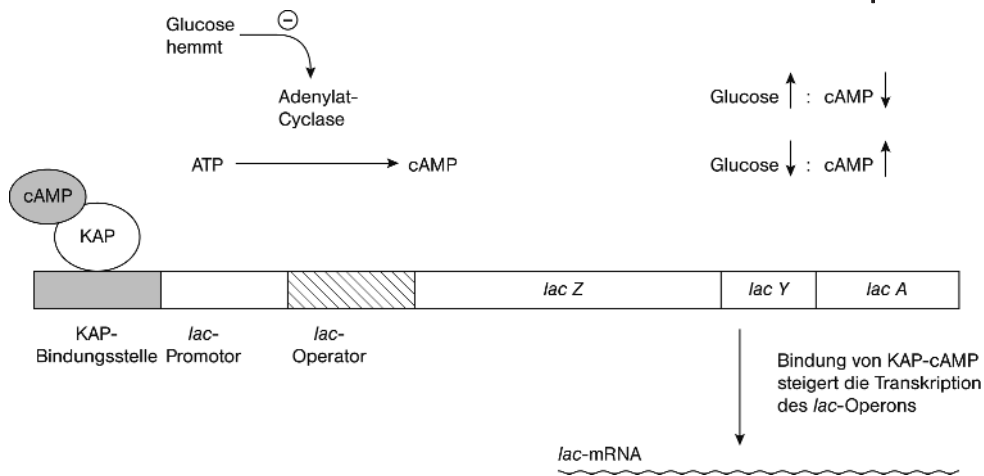 Glucose
hemmt
−
Adenylat-
Cyclase
Glucose ↑ : cAMP ↓
ATP → cAMP
Glucose ↓ : cAMP ↑
cAMP
KAP
lac Z
lac Y
lac A
KAP-
Bindungsstelle
lac-
Promotor
lac-
Operator
Bindung von KAP-cAMP
steigert die Transkription
des lac-Operons
lac-mRNA